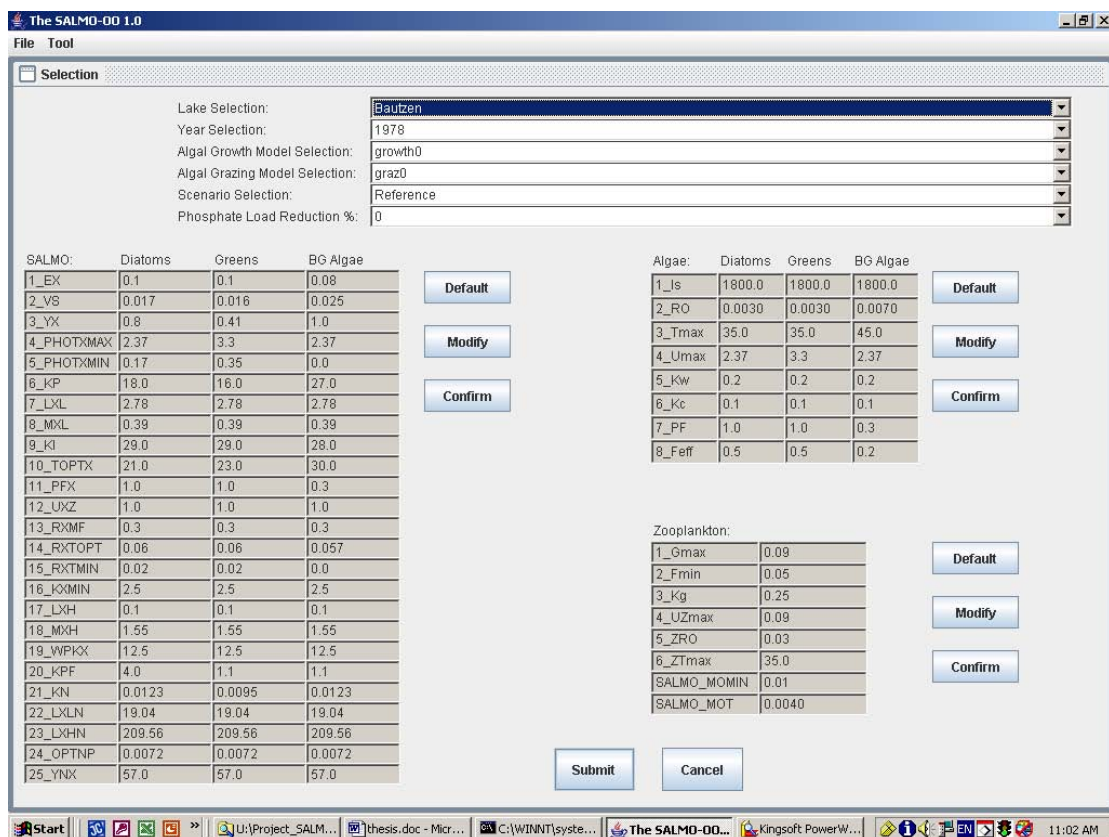 The SALMO-OO 1.0
File Tool
Selection
Lake Selection: Bautzen
Year Selection: 1978
Algal Growth Model Selection: growth0
Algal Grazing Model Selection: graz0
Scenario Selection: Reference
Phosphate Load Reduction %: 0
SALMO: Diatoms Greens BG Algae
1_EX 0.1 0.1 0.08
2_VS 0.017 0.016 0.025
3_YX 0.8 0.41 1.0
4_PHOTXMAX 2.37 3.3 2.37
5_PHOTXMIN 0.17 0.35 0.0
6_KP 18.0 16.0 27.0
7_LXL 2.78 2.78 2.78
8_MXL 0.39 0.39 0.39
9_KI 29.0 29.0 28.0
10_TOPTX 21.0 23.0 30.0
11_PFX 1.0 1.0 0.3
12_UXZ 1.0 1.0 1.0
13_RXMF 0.3 0.3 0.3
14_RXTOPT 0.06 0.06 0.057
15_RXTMIN 0.02 0.02 0.0
16_KXMIN 2.5 2.5 2.5
17_LXH 0.1 0.1 0.1
18_MXH 1.55 1.55 1.55
19_WPKX 12.5 12.5 12.5
20_KPF 4.0 1.1 1.1
21_KN 0.0123 0.0095 0.0123
22_LXLN 19.04 19.04 19.04
23_LXHN 209.56 209.56 209.56
24_OPTNP 0.0072 0.0072 0.0072
25_YNX 57.0 57.0 57.0
Default
Modify
Confirm
Algae: Diatoms Greens BG Algae
1_Is 1800.0 1800.0 1800.0
2_RO 0.0030 0.0030 0.0070
3_Tmax 35.0 35.0 45.0
4_Umax 2.37 3.3 2.37
5_Kw 0.2 0.2 0.2
6_Kc 0.1 0.1 0.1
7_PF 1.0 1.0 0.3
8_Feff 0.5 0.5 0.2
Default
Modify
Confirm
Zooplankton:
1_Gmax 0.09
2_Fmin 0.05
3_Kg 0.25
4_UZmax 0.09
5_ZRO 0.03
6_ZTmax 35.0
SALMO_MOMIN 0.01
SALMO_MOT 0.0040
Default
Modify
Confirm
Submit Cancel
Start » U:\Project_SALM... thesis.doc - Micr... C:\WINNT\syste... The SALMO-OO... Kingsoft PowerW... EN 11:02 AM